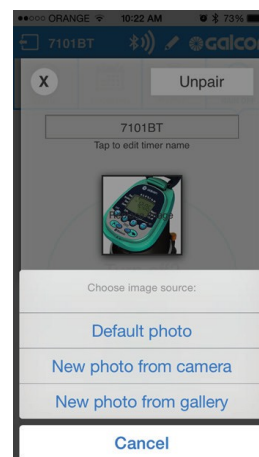 ORANGE 10:22 AM 73%
7101BT galco
X Unpair
7101BT
Tap to edit timer name
Choose image source:
Default photo
New photo from camera
New photo from gallery
Cancel